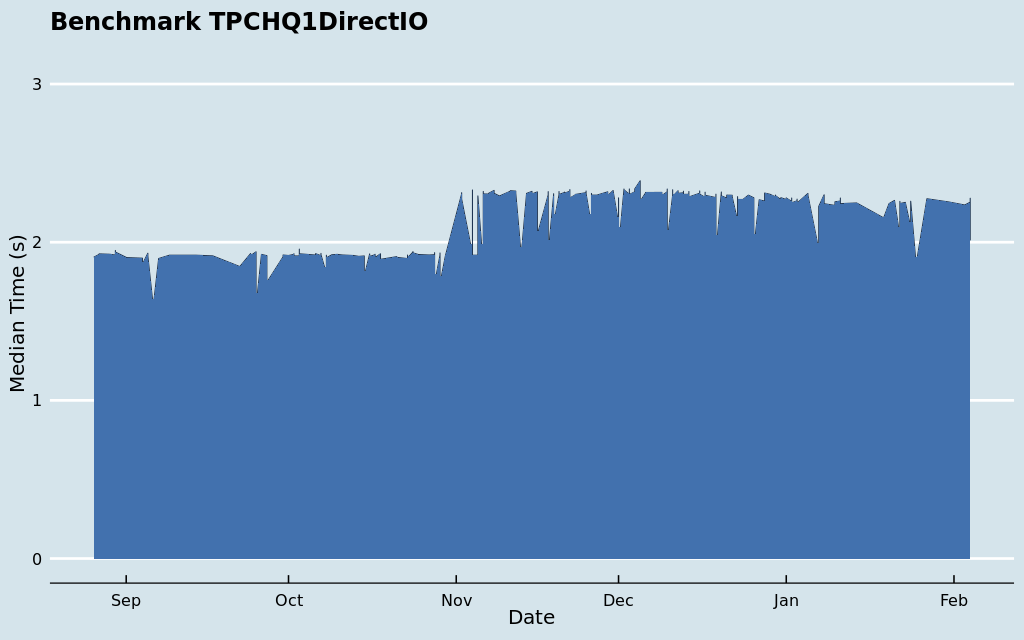 Benchmark TPCHQ1DirectIO
Median Time (s)
3
2
1
0
Sep Oct Nov Dec Jan Feb
Date